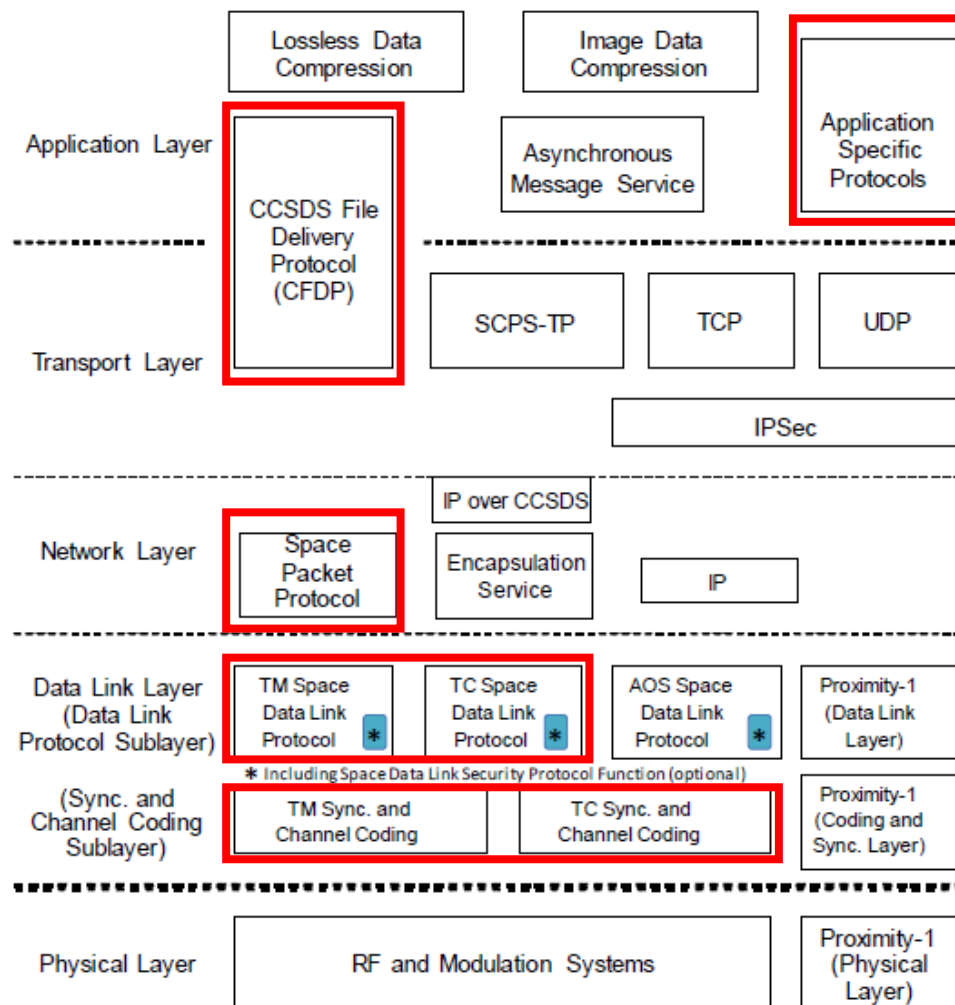 Lossless Data
Compression
Image Data
Compression
Application Layer
CCSDS File
Delivery
Protocol
(CFDP)
Asynchronous
Message Service
Application
Specific
Protocols
Transport Layer
SCPS-TP
TCP
UDP
IPSec
Network Layer
IP over CCSDS
Space
Packet
Protocol
Encapsulation
Service
IP
Data Link Layer
(Data Link
Protocol Sublayer)
TM Space
Data Link
Protocol *
TC Space
Data Link
Protocol *
AOS Space
Data Link
Protocol *
Proximity-1
(Data Link
Layer)
* Including Space Data Link Security Protocol Function (optional)
(Sync. and
Channel Coding
Sublayer)
TM Sync. and
Channel Coding
TC Sync. and
Channel Coding
Proximity-1
(Coding and
Sync. Layer)
Physical Layer
RF and Modulation Systems
Proximity-1
(Physical
Layer)